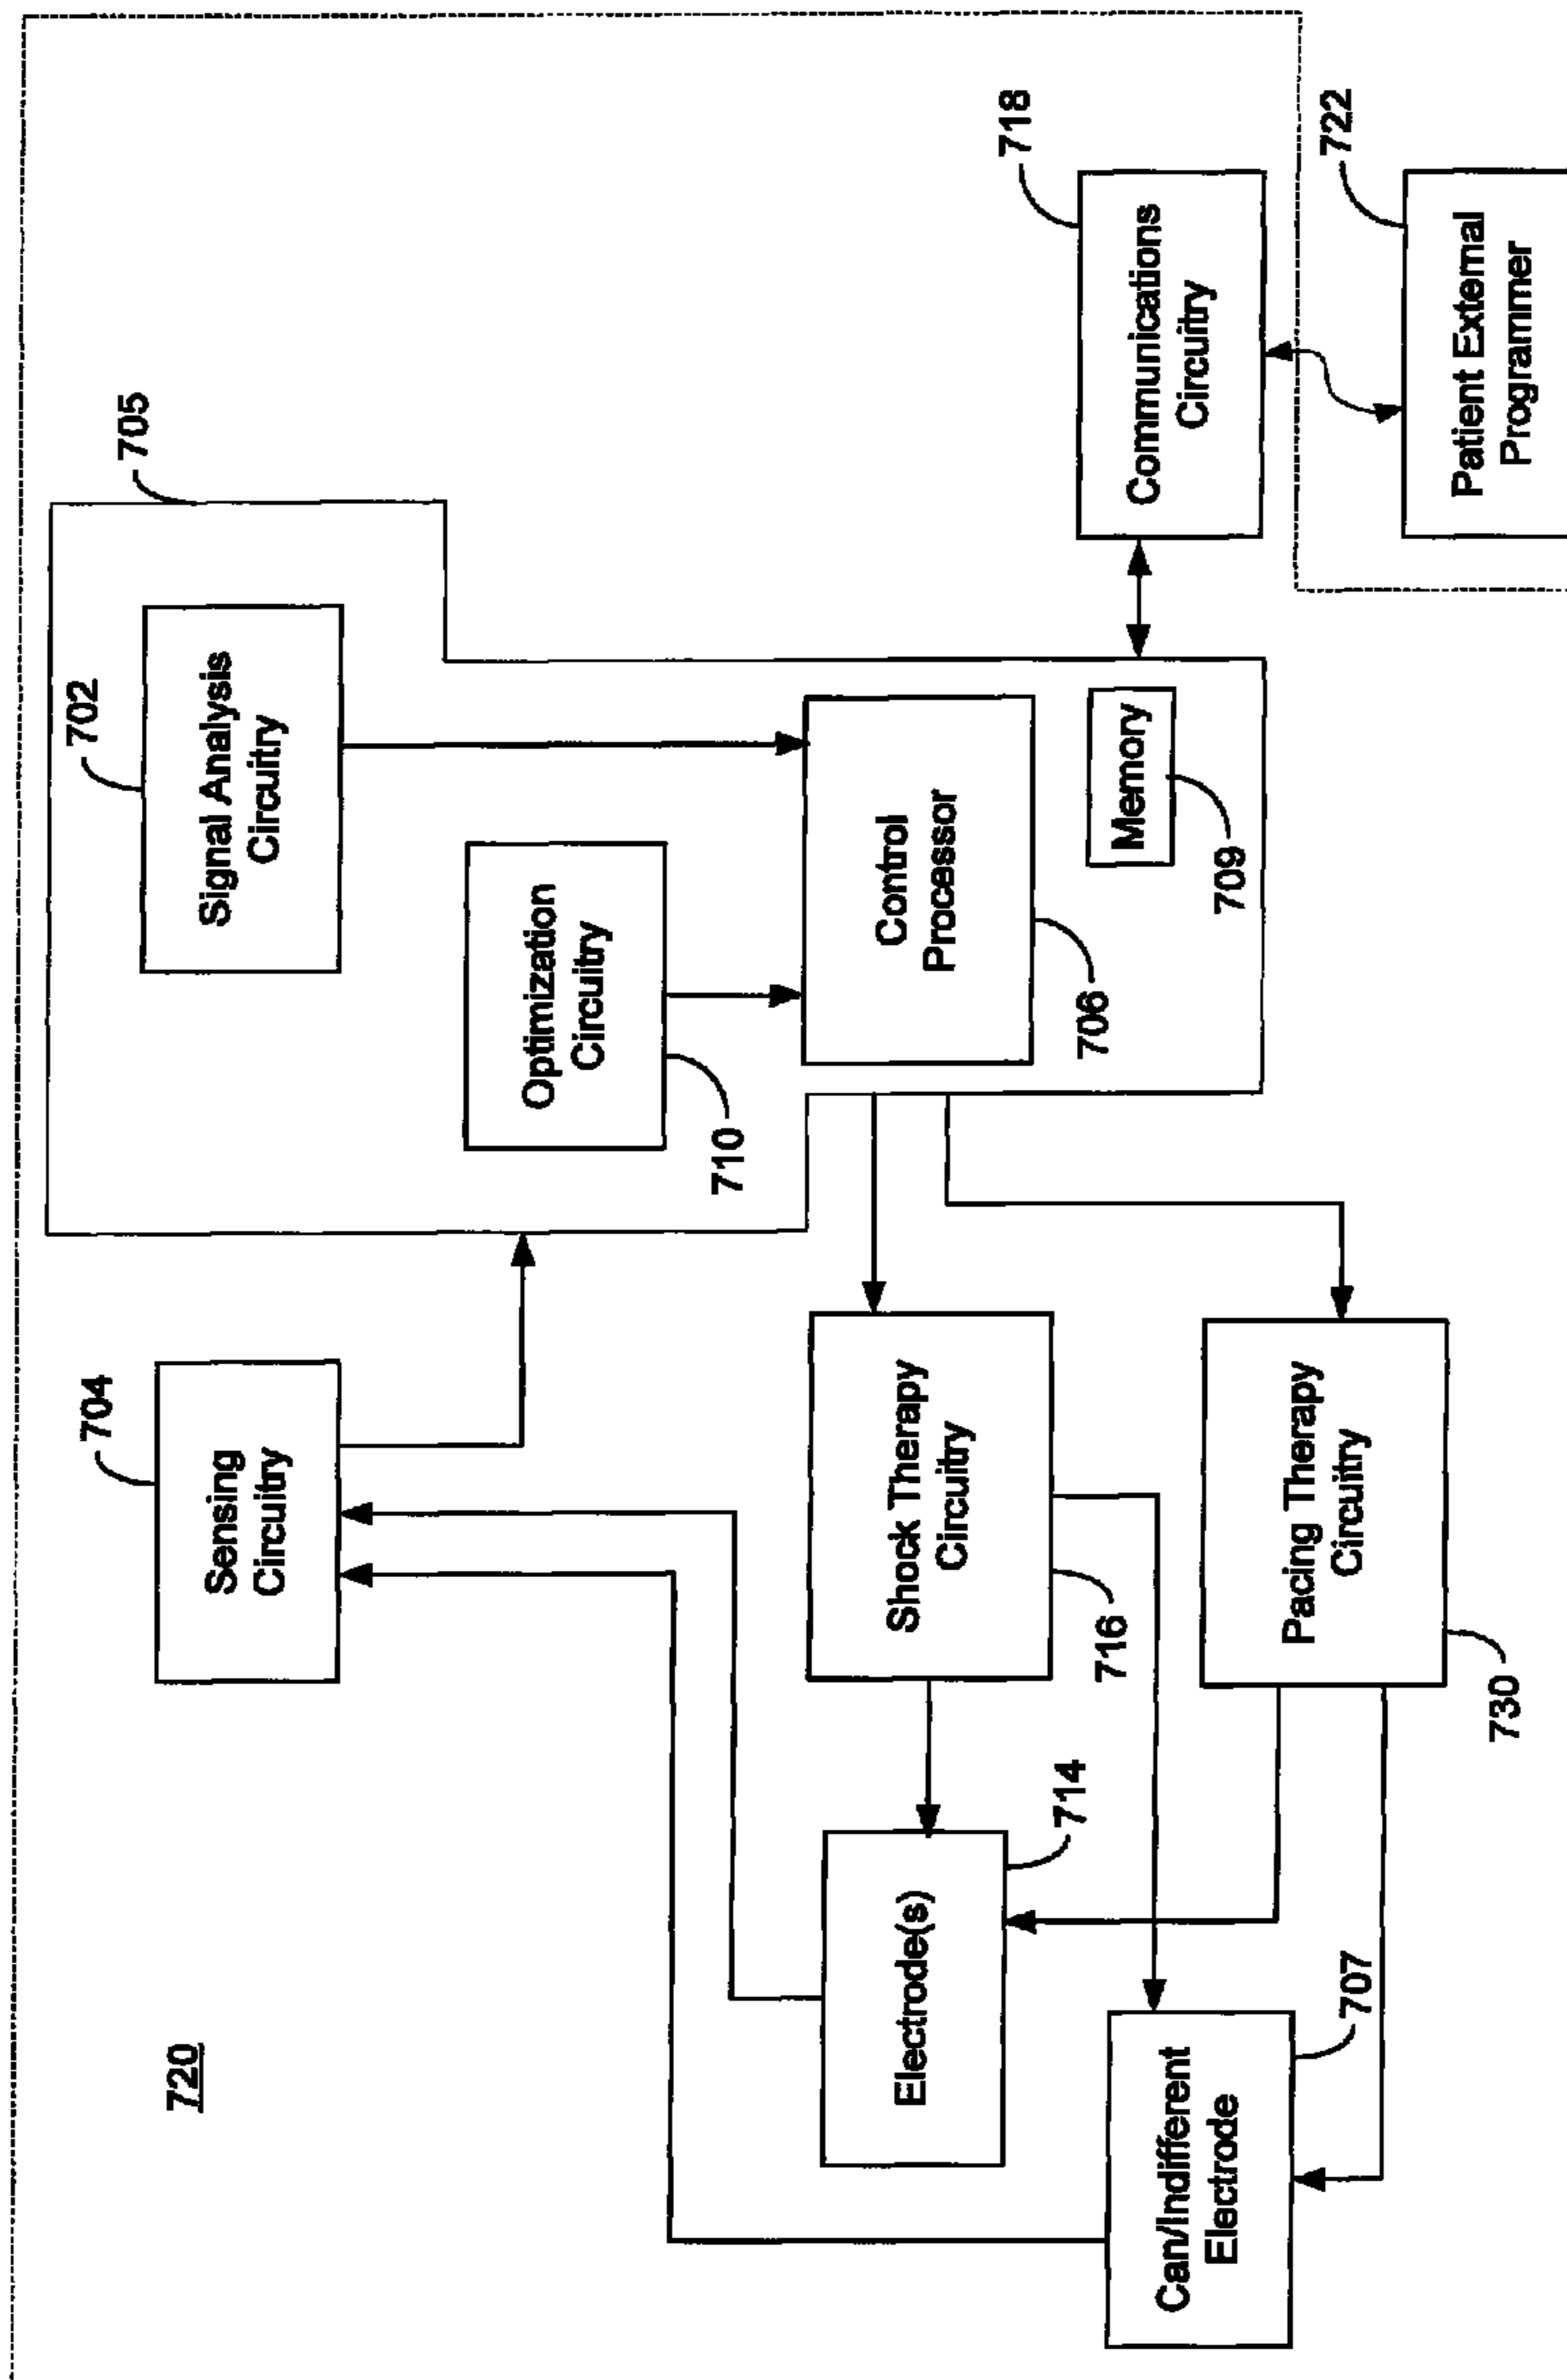 720
704
Sensing
Circuitry
702
Signal Analysis
Circuitry
705
Optimization
Circuitry
710
Control
Processor
706
Memory
709
718
Communications
Circuitry
722
Patient External
Programmer
Shock Therapy
Circuitry
716
Pacing Therapy
Circuitry
730
Electrode(s)
714
Can/Indifferent
Electrode
707